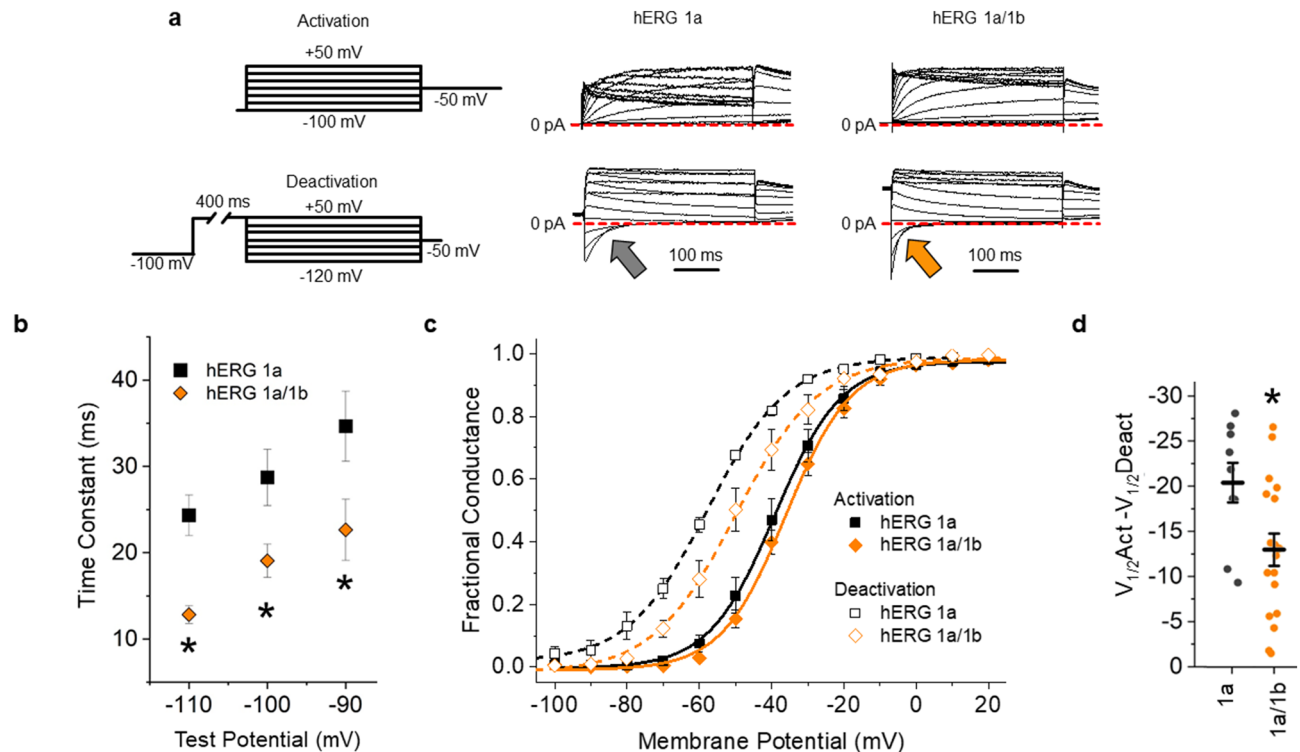 a
Activation
+50 mV
-50 mV
-100 mV
hERG 1a
hERG 1a/1b
0 pA
0 pA
Deactivation
400 ms
+50 mV
-50 mV
-100 mV
-120 mV
0 pA
0 pA
100 ms
100 ms
b
hERG 1a
hERG 1a/1b
*
*
*
40
30
20
10
Time Constant (ms)
-110
-100
-90
Test Potential (mV)
c
1.0
0.8
0.6
0.4
0.2
0.0
Fractional Conductance
Activation
hERG 1a
hERG 1a/1b
Deactivation
hERG 1a
hERG 1a/1b
-100
-80
-60
-40
-20
0
20
Membrane Potential (mV)
d
*
-30
-25
-20
-15
-10
-5
-0
V1/2Act -V1/2Deact
1a
1a/1b